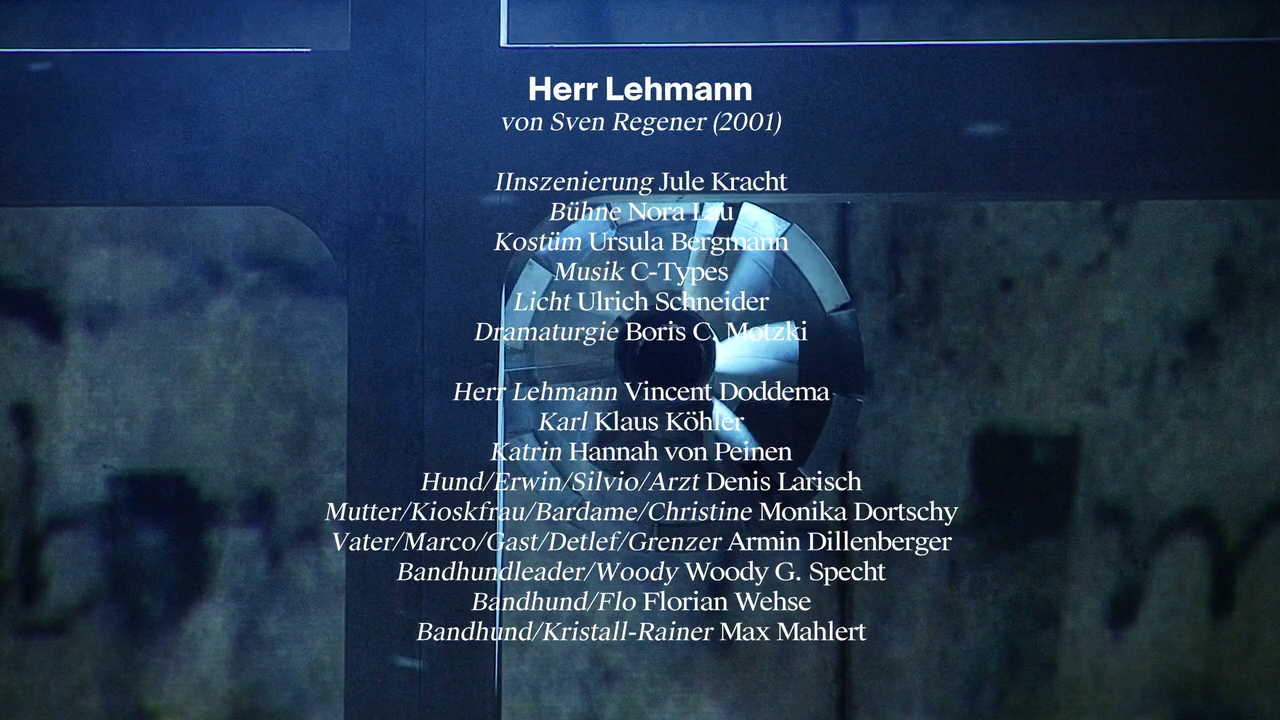 Herr Lehmann
von Sven Regener (2001)
IInszenierung Jule Kracht
Bühne Nora Lau
Kostüm Ursula Bergmann
Musik C-Types
Licht Ulrich Schneider
Dramaturgie Boris C. Motzki
Herr Lehmann Vincent Doddema
Karl Klaus Köhler
Katrin Hannah von Peinen
Hund/Erwin/Silvio/Arzt Denis Larisch
Mutter/Kioskfrau/Bardame/Christine Monika Dortschy
Vater/Marco/Gast/Detlef/Grenzer Armin Dillenberger
Bandhundleader/Woody Woody G. Specht
Bandhund/Flo Florian Wehse
Bandhund/Kristall-Rainer Max Mahlert